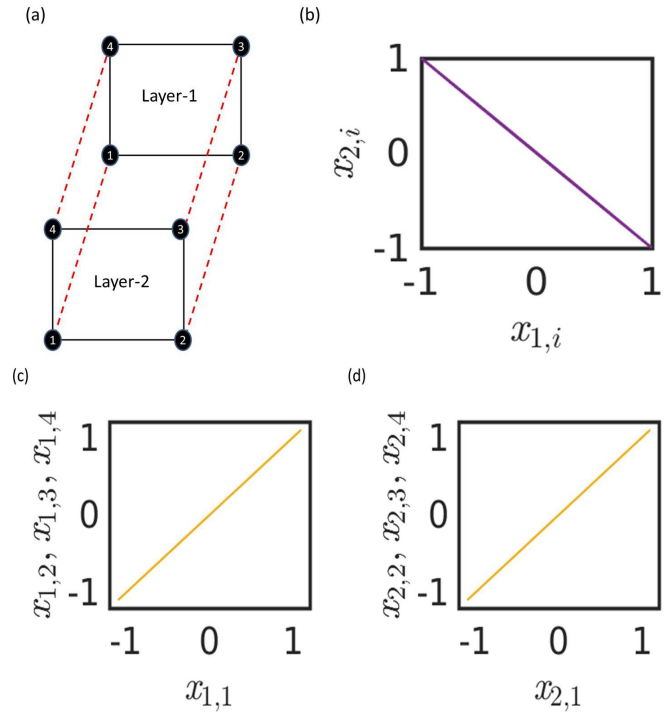 (a)
4
3
Layer-1
1
2
4
3
Layer-2
1
2
(b)
1
0
-1
x2,i
-1
0
1
x1,i
(c)
1
0
-1
x1,2, x1,3, x1,4
-1
0
1
x1,1
(d)
1
0
-1
x2,2, x2,3, x2,4
-1
0
1
x2,1